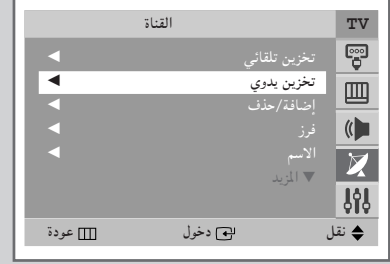 TV القناة
تخزين تلقائي
تخزين يدوي
إضافة/حذف
فرز
الاسم
▼ المزيد
نقل دخول عودة